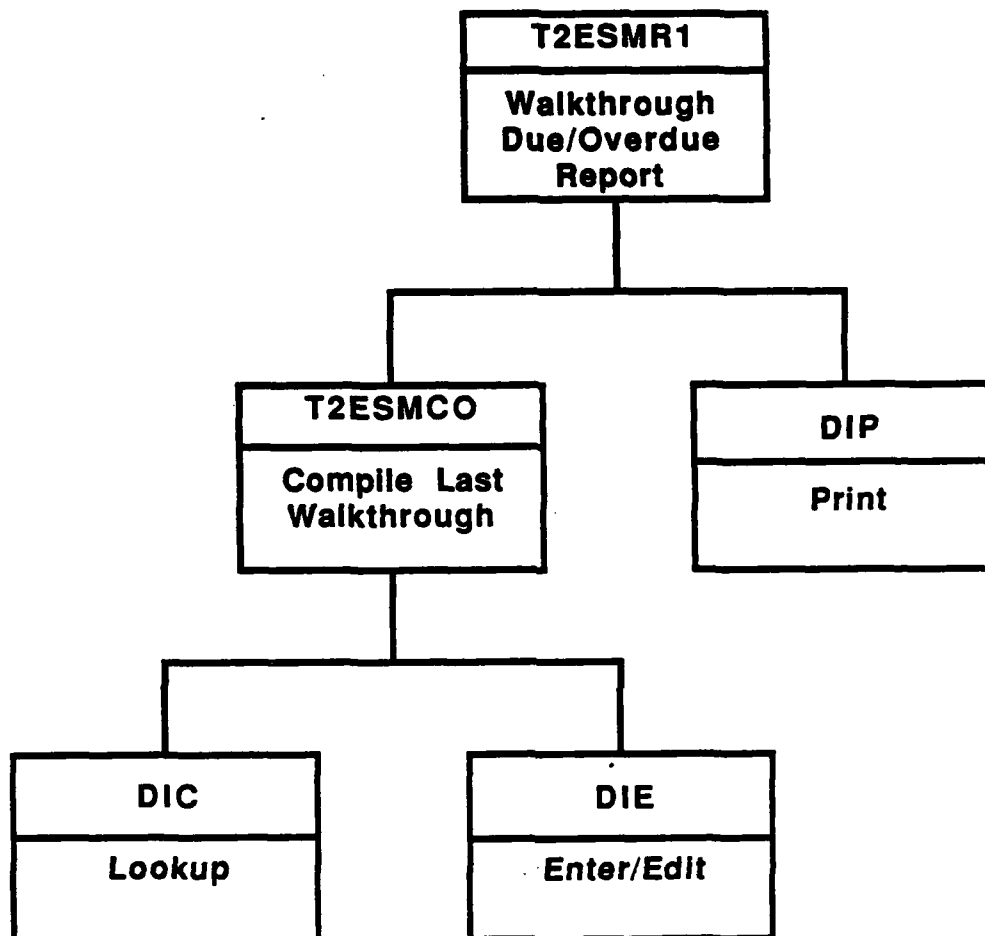 T2ESMR1
Walkthrough
Due/Overdue
Report
T2ESMCO
Compile Last
Walkthrough
DIP
Print
DIC
Lookup
DIE
Enter/Edit